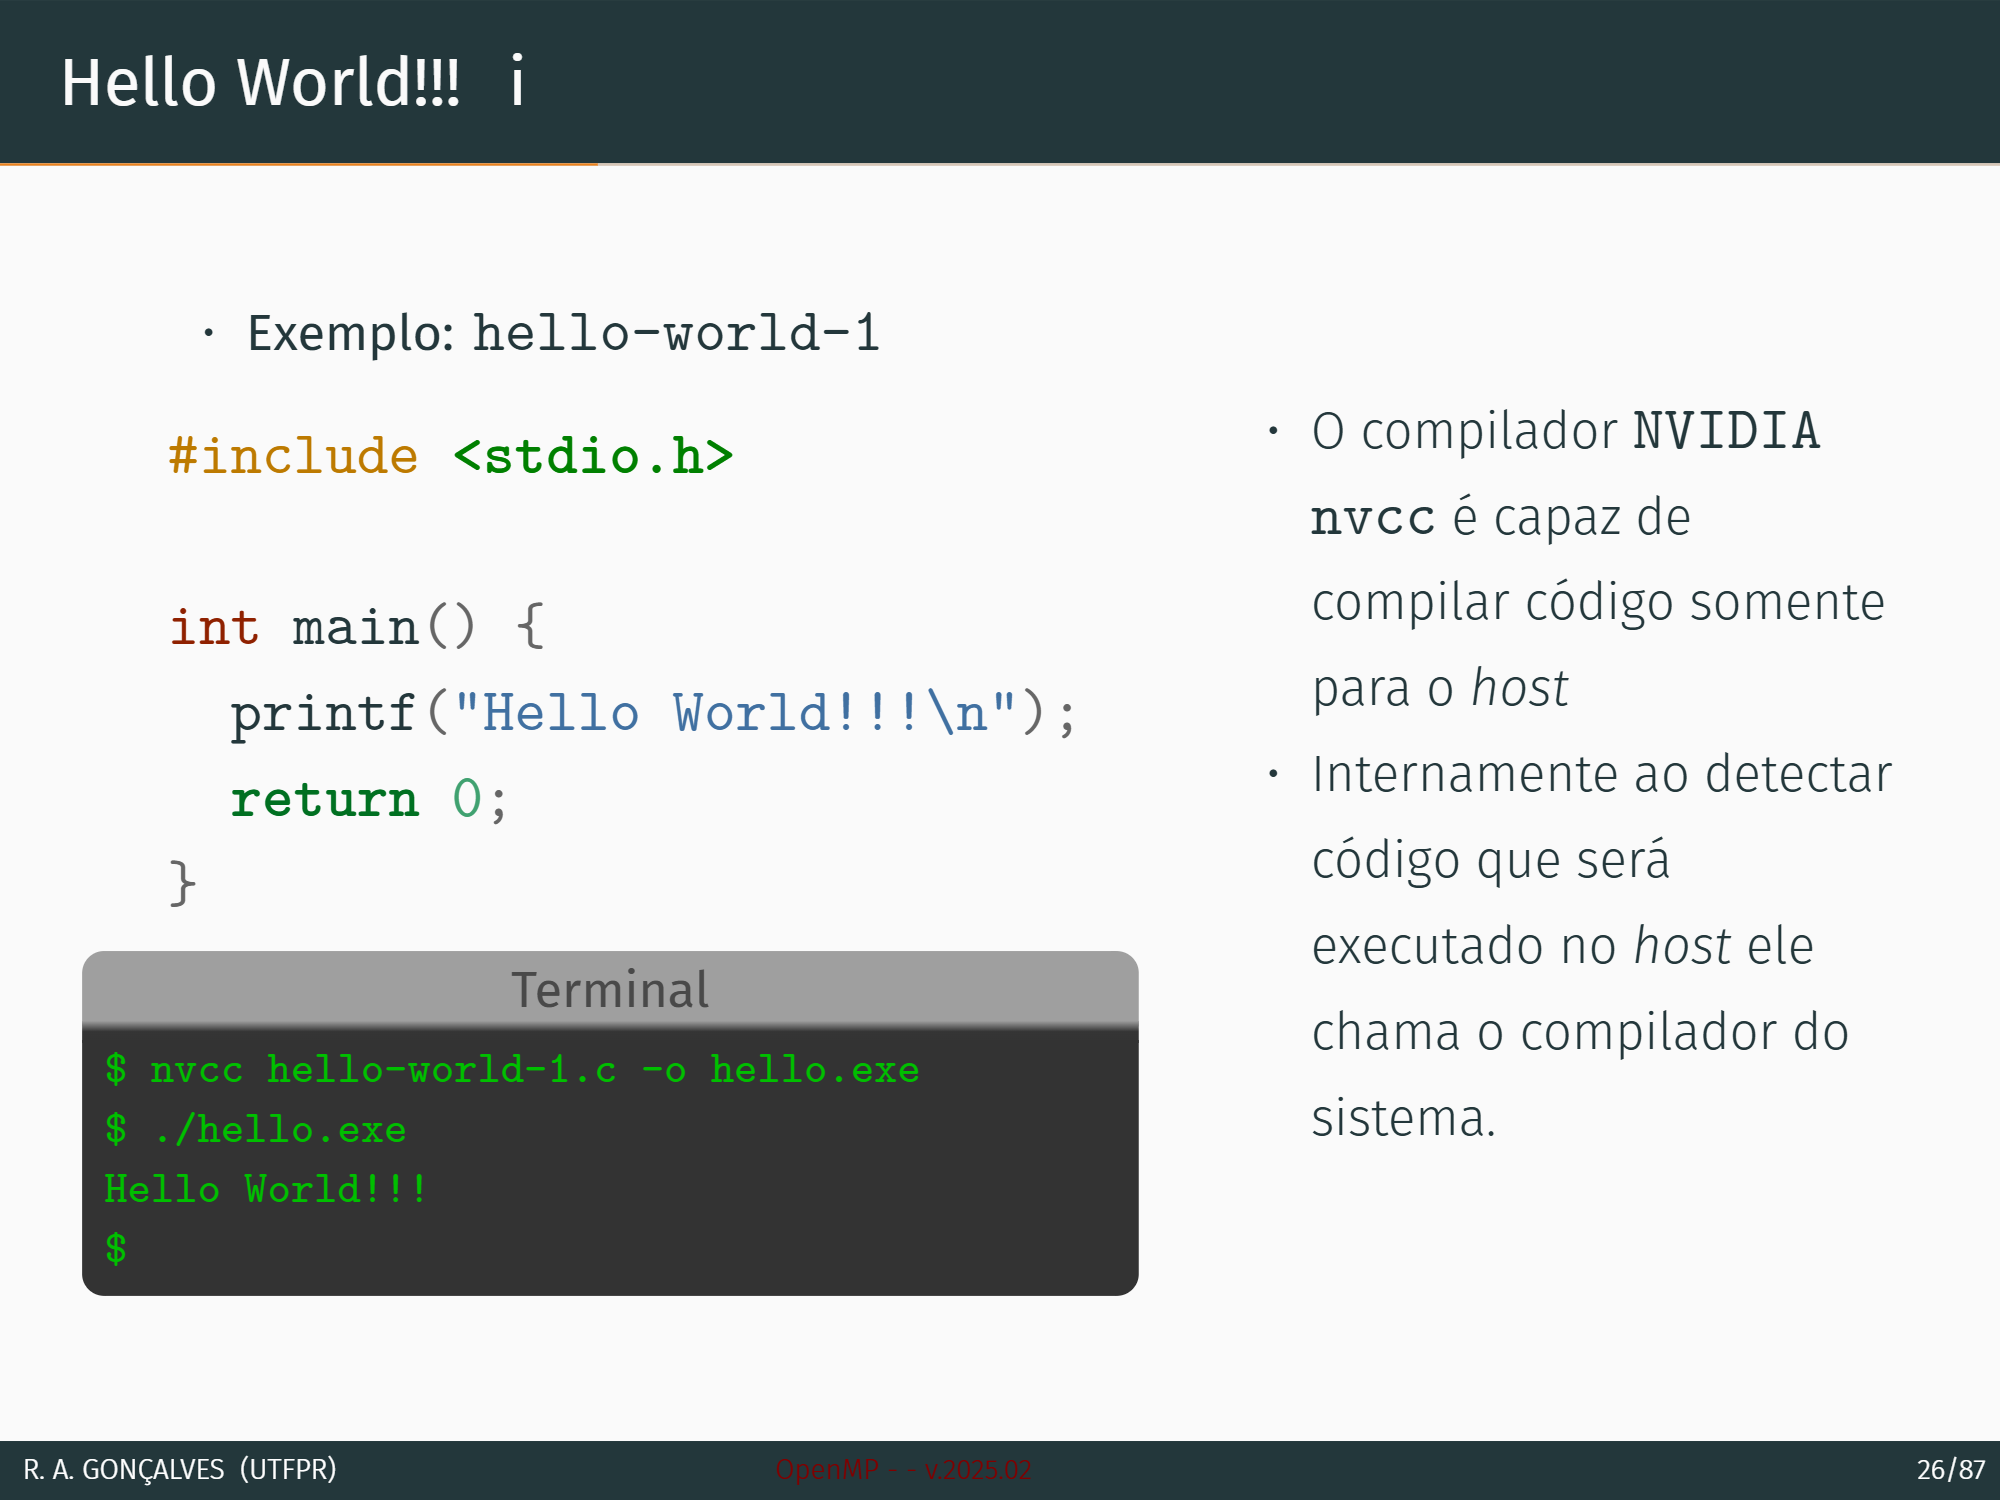 Hello World!!! i
• Exemplo: hello-world-1
#include <stdio.h>
int main() {
  printf("Hello World!!!\n");
  return 0;
}
Terminal
$ nvcc hello-world-1.c -o hello.exe
$ ./hello.exe
Hello World!!!
$
• O compilador NVIDIA
nvcc é capaz de
compilar código somente
para o host
• Internamente ao detectar
código que será
executado no host ele
chama o compilador do
sistema.
R. A. GONÇALVES (UTFPR)
OpenMP - - v.2025.02
26/87